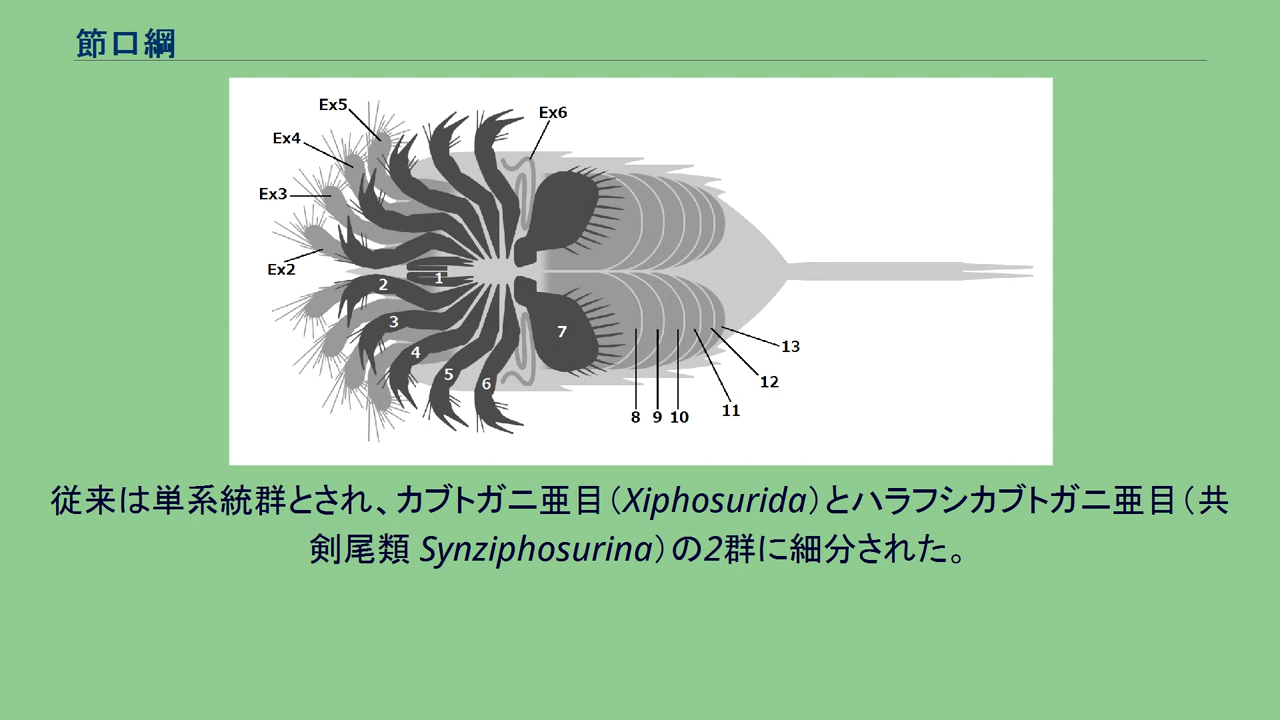 節口綱
Ex5
Ex6
Ex4
Ex3
Ex2
1
2
3
4
5
6
7
8
9
10
11
12
13
従来は単系統群とされ、カブトガニ亜目（Xiphosurida）とハラフシカブトガニ亜目（共
剣尾類 Synziphosurina）の2群に細分された。